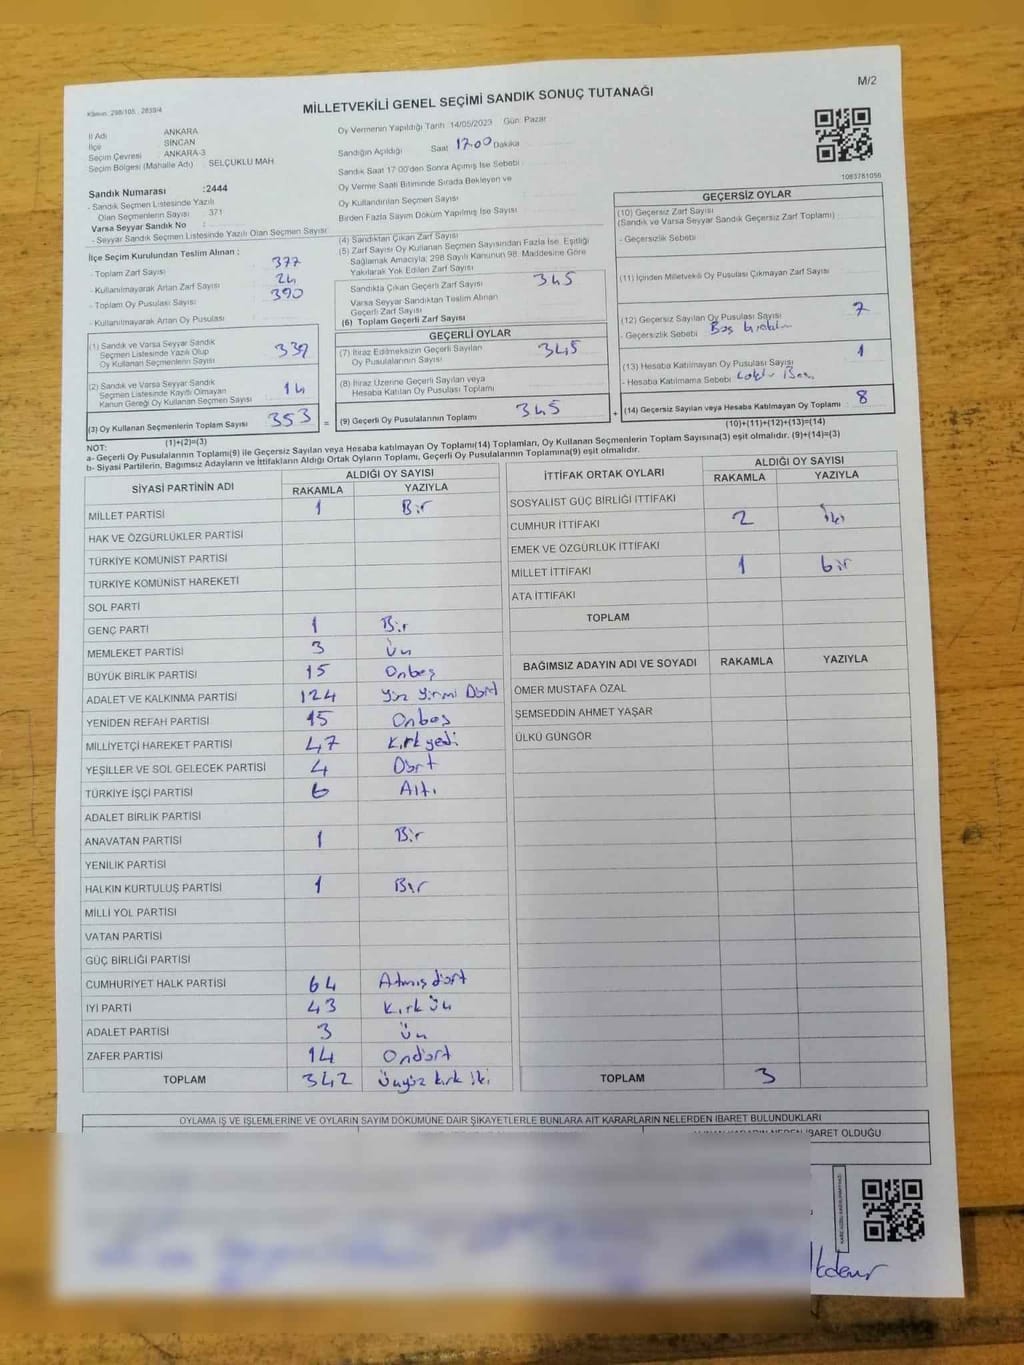 Kanun: 298/105 , 2839/4
MİLLETVEKİLİ GENEL SEÇİMİ SANDIK SONUÇ TUTANAĞI
M/2
İl Adı ANKARA
İlçe SİNCAN
Seçim Çevresi ANKARA-3
Seçim Bölgesi (Mahalle Adı) SELÇUKLU MAH
Sandık Numarası :2444
- Sandık Seçmen Listesinde Yazılı
Olan Seçmenlerin Sayısı 371
Varsa Seyyar Sandık No :
- Seyyar Sandık Seçmen Listesinde Yazılı Olan Seçmen Sayısı
İlçe Seçim Kurulundan Teslim Alınan :
- Toplam Zarf Sayısı 377
- Kullanılmayarak Artan Zarf Sayısı 24
- Toplam Oy Pusulası Sayısı 390
- Kullanılmayarak Artan Oy Pusulası
(1) Sandık ve Varsa Seyyar Sandık
Seçmen Listesinde Yazılı Olup
Oy Kullanan Seçmenlerin Sayısı 339
(2) Sandık ve Varsa Seyyar Sandık
Seçmen Listesinde Kayıtlı Olmayan
Kanun Gereği Oy Kullanan Seçmen Sayısı 14
(3) Oy Kullanan Seçmenlerin Toplam Sayısı 353 =
(1)+(2)=(3)
Oy Vermenin Yapıldığı Tarih 14/05/2023 Gün: Pazar
Sandığın Açıldığı Saat 17.00 Dakika
Sandık Saat 17:00'den Sonra Açımış İse Sebebi
Oy Verme Saati Bitiminde Sırada Bekleyen ve
Oy Kullandırılan Seçmen Sayısı
Birden Fazla Sayım Döküm Yapılmış İse Sayısı
(4) Sandıktan Çıkan Zarf Sayısı
(5) Zarf Sayısı Oy Kullanan Seçmen Sayısından Fazla İse, Eşitliği
Sağlamak Amacıyla; 298 Sayılı Kanunun 98. Maddesine Göre
Yakılarak Yok Edilen Zarf Sayısı
Sandıkta Çıkan Geçerli Zarf Sayısı 345
Varsa Seyyar Sandıktan Teslim Alınan
Geçerli Zarf Sayısı
(6) Toplam Geçerli Zarf Sayısı
GEÇERLİ OYLAR
(7) İtiraz Edilmeksizin Geçerli Sayılan
Oy Pusulalarının Sayısı 345
(8) İtiraz Üzerine Geçerli Sayılan veya
Hesaba Katılan Oy Pusulası Toplamı
(9) Geçerli Oy Pusulalarının Toplamı 345 +
1083781056
GEÇERSİZ OYLAR
(10) Geçersiz Zarf Sayısı
(Sandık ve Varsa Seyyar Sandık Geçersiz Zarf Toplamı)
- Geçersizlik Sebebi
(11) İçinden Milletvekili Oy Pusulası Çıkmayan Zarf Sayısı
(12) Geçersiz Sayılan Oy Pusulası Sayısı 7
- Geçersizlik Sebebi Boş
(13) Hesaba Katılmayan Oy Pusulası Sayısı 1
- Hesaba Katılmama Sebebi
(14) Geçersiz Sayılan veya Hesaba Katılmayan Oy Toplamı 8
(10)+(11)+(12)+(13)=(14)
NOT:
a- Geçerli Oy Pusulalarının Toplamı(9) ile Geçersiz Sayılan veya Hesaba katılmayan Oy Toplamı(14) Toplamları, Oy Kullanan Seçmenlerin Toplam Sayısına(3) eşit olmalıdır. (9)+(14)=(3)
b- Siyasi Partilerin, Bağımsız Adayların ve İttifakların Aldığı Ortak Oyların Toplamı, Geçerli Oy Pusulalarının Toplamına(9) eşit olmalıdır.
SİYASİ PARTİNİN ADI ALDIĞI OY SAYISI
RAKAMLA YAZIYLA
MİLLET PARTİSİ 1 Bir
HAK VE ÖZGÜRLÜKLER PARTİSİ
TÜRKİYE KOMÜNİST PARTİSİ
TÜRKİYE KOMÜNİST HAREKETİ
SOL PARTİ
GENÇ PARTİ 1 Bir
MEMLEKET PARTİSİ 3 Üç
BÜYÜK BİRLİK PARTİSİ 15 Onbeş
ADALET VE KALKINMA PARTİSİ 124 Yüz Yirmi Dört
YENİDEN REFAH PARTİSİ 15 Onbeş
MİLLİYETÇİ HAREKET PARTİSİ 47 Kırk yedi
YEŞİLLER VE SOL GELECEK PARTİSİ 4 Dört
TÜRKİYE İŞÇİ PARTİSİ 6 Altı
ADALET BİRLİK PARTİSİ
ANAVATAN PARTİSİ 1 Bir
YENİLİK PARTİSİ
HALKIN KURTULUŞ PARTİSİ 1 Bir
MİLLİ YOL PARTİSİ
VATAN PARTİSİ
GÜÇ BİRLİĞİ PARTİSİ
CUMHURİYET HALK PARTİSİ 64 Atmış dört
İYİ PARTİ 43 Kırk Üç
ADALET PARTİSİ 3 Üç
ZAFER PARTİSİ 14 Ondört
TOPLAM 342 Üçyüz kırk iki
İTTİFAK ORTAK OYLARI ALDIĞI OY SAYISI
RAKAMLA YAZIYLA
SOSYALİST GÜÇ BİRLİĞİ İTTİFAKI
CUMHUR İTTİFAKI 2 İki
EMEK VE ÖZGÜRLÜK İTTİFAKI
MİLLET İTTİFAKI 1 bir
ATA İTTİFAKI
TOPLAM
BAĞIMSIZ ADAYIN ADI VE SOYADI RAKAMLA YAZIYLA
ÖMER MUSTAFA ÖZAL
ŞEMSEDDİN AHMET YAŞAR
ÜLKÜ GÜNGÖR
TOPLAM 3
OYLAMA İŞ VE İŞLEMLERİNE VE OYLARIN SAYIM DÖKÜMÜNE DAİR ŞİKAYETLERLE BUNLARA AİT KARARLARIN NELERDEN İBARET BULUNDUKLARI
İBARET OLDUĞU